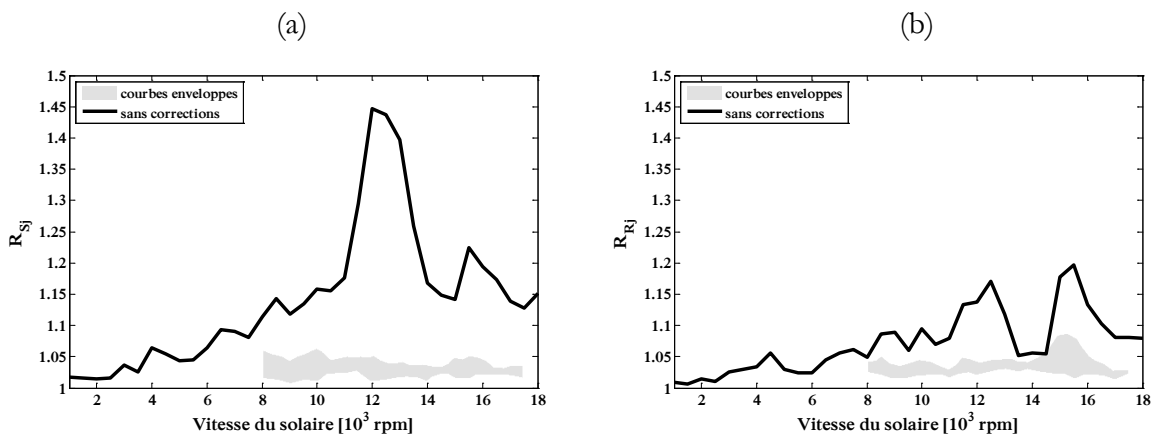 (a)
1.5
1.45
1.4
1.35
1.3
1.25
1.2
1.15
1.1
1.05
1
R_Sj
courbes enveloppes
sans corrections
2 4 6 8 10 12 14 16 18
Vitesse du solaire [10³ rpm]
(b)
1.5
1.45
1.4
1.35
1.3
1.25
1.2
1.15
1.1
1.05
1
R_Rj
courbes enveloppes
sans corrections
2 4 6 8 10 12 14 16 18
Vitesse du solaire [10³ rpm]